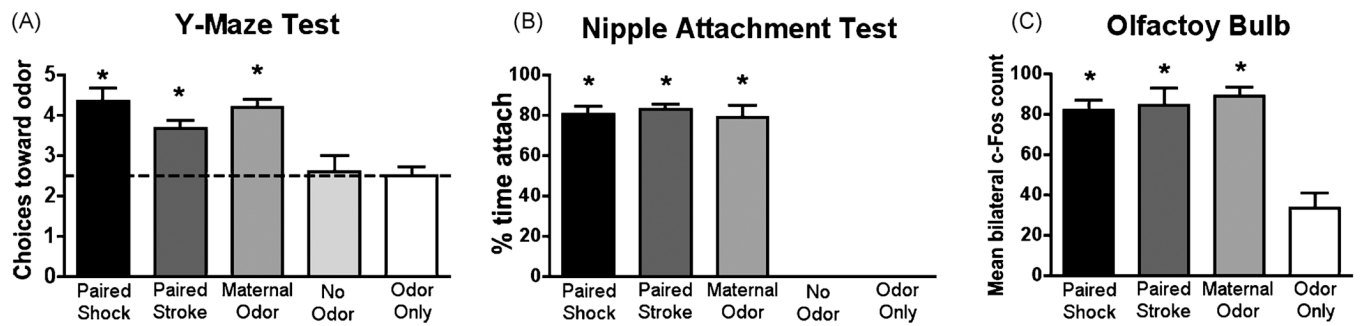 (A)
Y-Maze Test
Choices toward odor
5
4
3
2
1
0
*
*
*
Paired Shock
Paired Stroke
Maternal Odor
No Odor
Odor Only
(B)
Nipple Attachment Test
% time attach
100
80
60
40
20
0
*
*
*
Paired Shock
Paired Stroke
Maternal Odor
No Odor
Odor Only
(C)
Olfactoy Bulb
Mean bilateral c-Fos count
100
80
60
40
20
0
*
*
*
Paired Shock
Paired Stroke
Maternal Odor
Odor Only